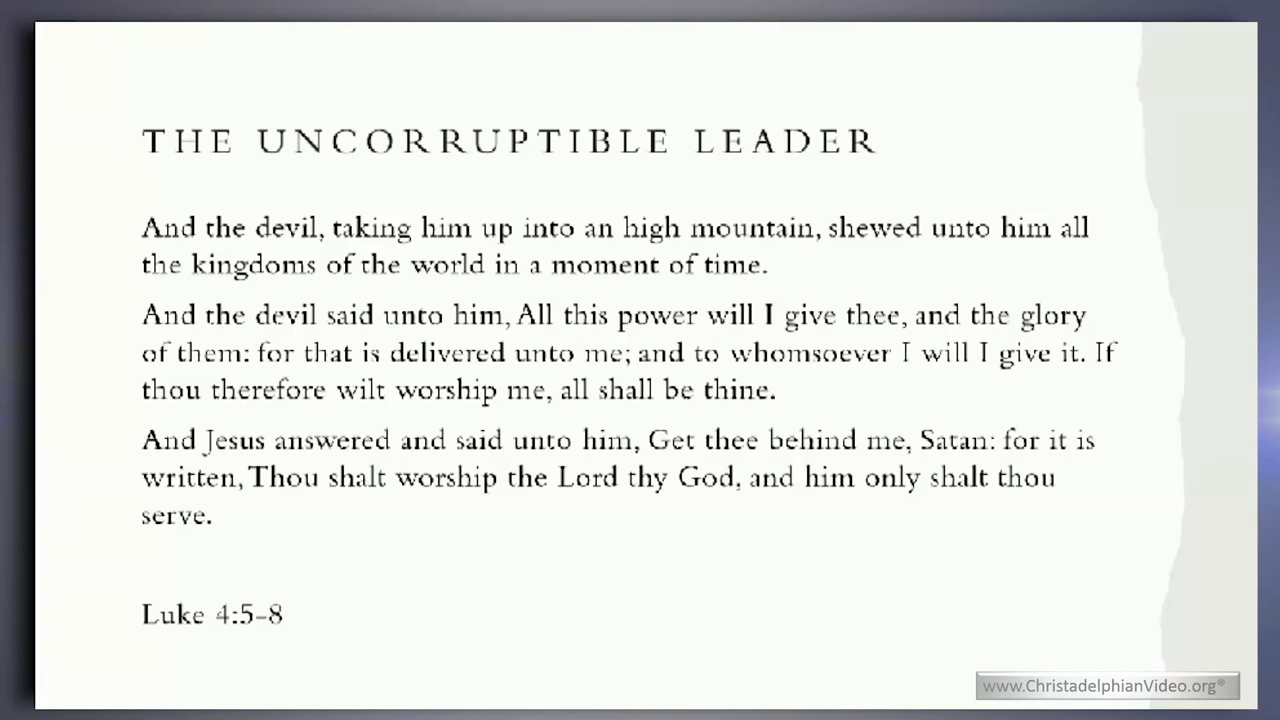 THE UNCORRUPTIBLE LEADER
And the devil, taking him up into an high mountain, shewed unto him all
the kingdoms of the world in a moment of time.
And the devil said unto him, All this power will I give thee, and the glory
of them: for that is delivered unto me; and to whomsoever I will I give it. If
thou therefore wilt worship me, all shall be thine.
And Jesus answered and said unto him, Get thee behind me, Satan: for it is
written, Thou shalt worship the Lord thy God, and him only shalt thou
serve.
Luke 4:5-8
www.ChristadelphianVideo.org®